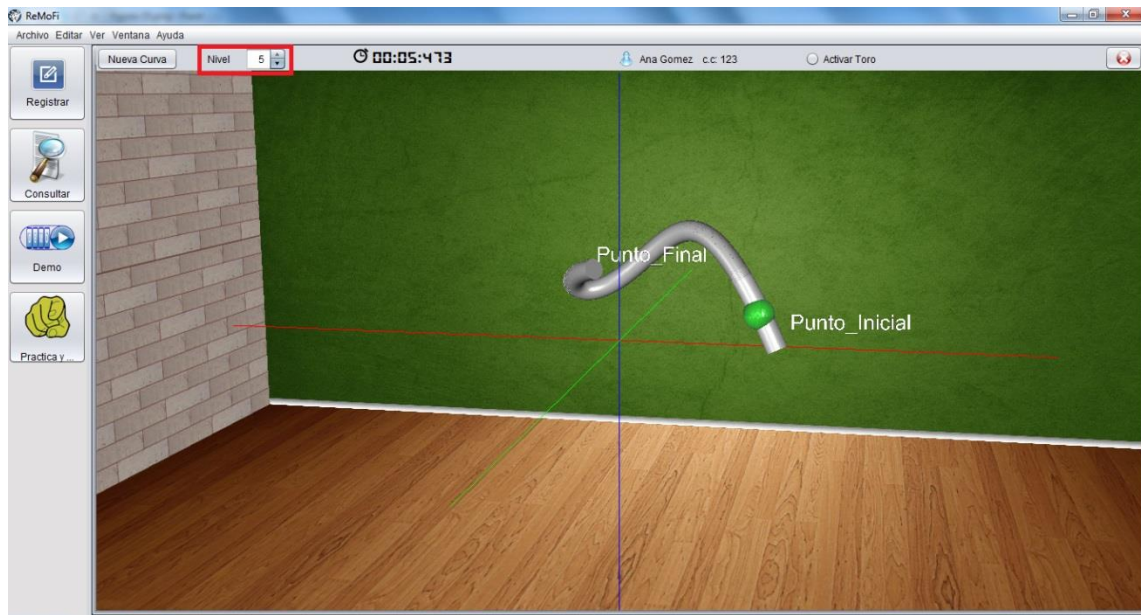 ReMoFi
Archivo Editar Ver Ventana Ayuda
Nueva Curva Nivel 5 00:05:473 Ana Gomez c.c: 123 Activar Toro
Registrar
Consultar
Demo
Practica y ...
Punto_Final
Punto_Inicial